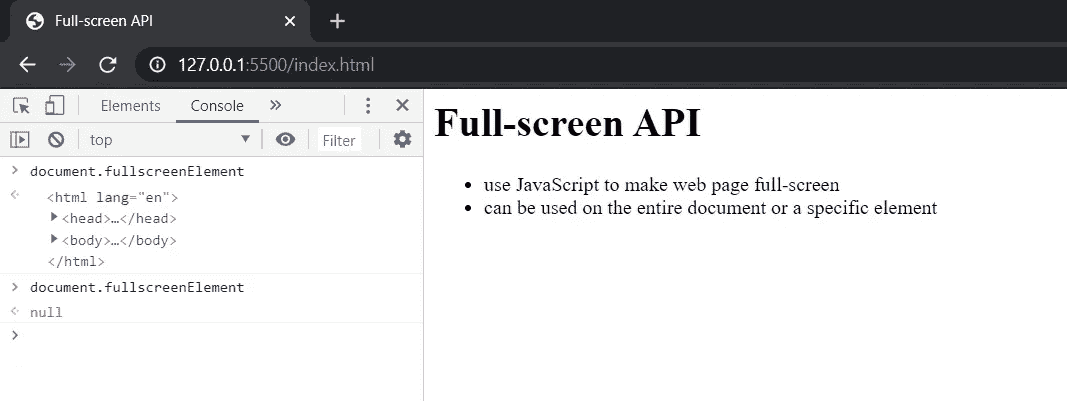 Full-screen API
127.0.0.1:5500/index.html
Elements Console
top Filter
document.fullscreenElement
<html lang="en">
<head>…</head>
<body>…</body>
</html>
document.fullscreenElement
null
Full-screen API
• use JavaScript to make web page full-screen
• can be used on the entire document or a specific element